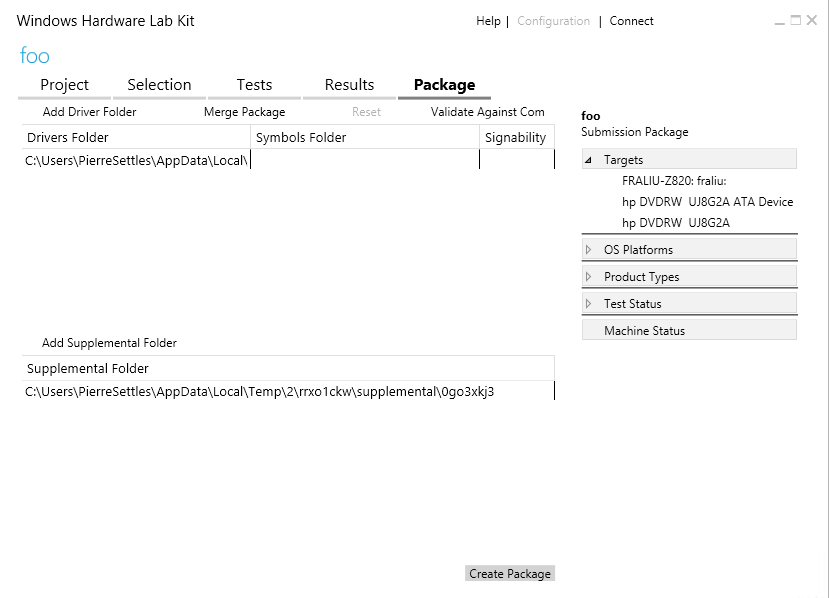 Windows Hardware Lab Kit
Help | Configuration | Connect
foo
Project Selection Tests Results Package
Add Driver Folder Merge Package Reset Validate Against Com
Drivers Folder Symbols Folder Signability
C:\Users\PierreSettles\AppData\Local\
Add Supplemental Folder
Supplemental Folder
C:\Users\PierreSettles\AppData\Local\Temp\2\rrxo1ckw\supplemental\0go3xkj3
Create Package
foo
Submission Package
Targets
FRALIU-Z820: fraliu:
hp DVDRW UJ8G2A ATA Device
hp DVDRW UJ8G2A
OS Platforms
Product Types
Test Status
Machine Status